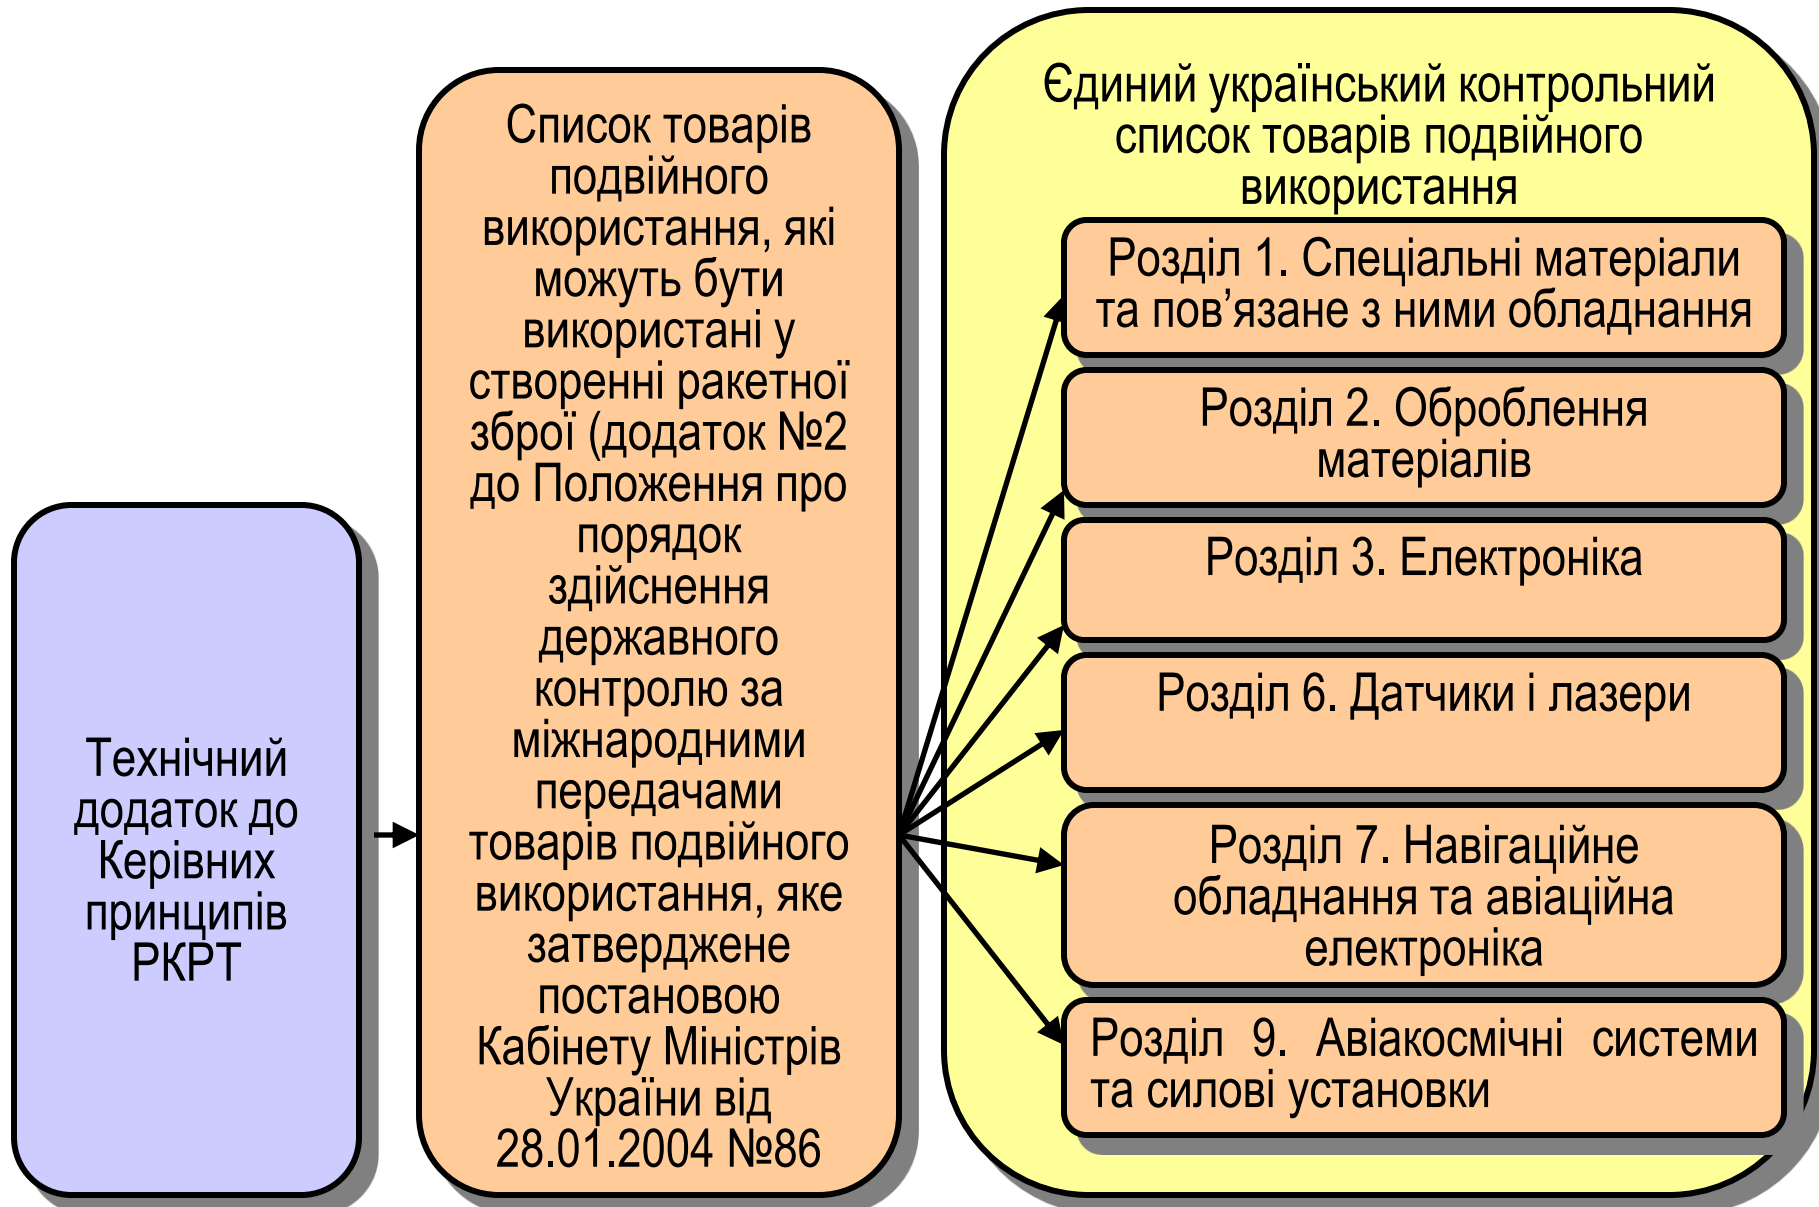 Технічний
додаток до
Керівних
принципів
РКРТ
Список товарів
подвійного
використання, які
можуть бути
використані у
створенні ракетної
зброї (додаток №2
до Положення про
порядок
здійснення
державного
контролю за
міжнародними
передачами
товарів подвійного
використання, яке
затверджене
постановою
Кабінету Міністрів
України від
28.01.2004 №86
Єдиний український контрольний
список товарів подвійного
використання
Розділ 1. Спеціальні матеріали
та пов’язане з ними обладнання
Розділ 2. Оброблення
матеріалів
Розділ 3. Електроніка
Розділ 6. Датчики і лазери
Розділ 7. Навігаційне
обладнання та авіаційна
електроніка
Розділ 9. Авіакосмічні системи
та силові установки